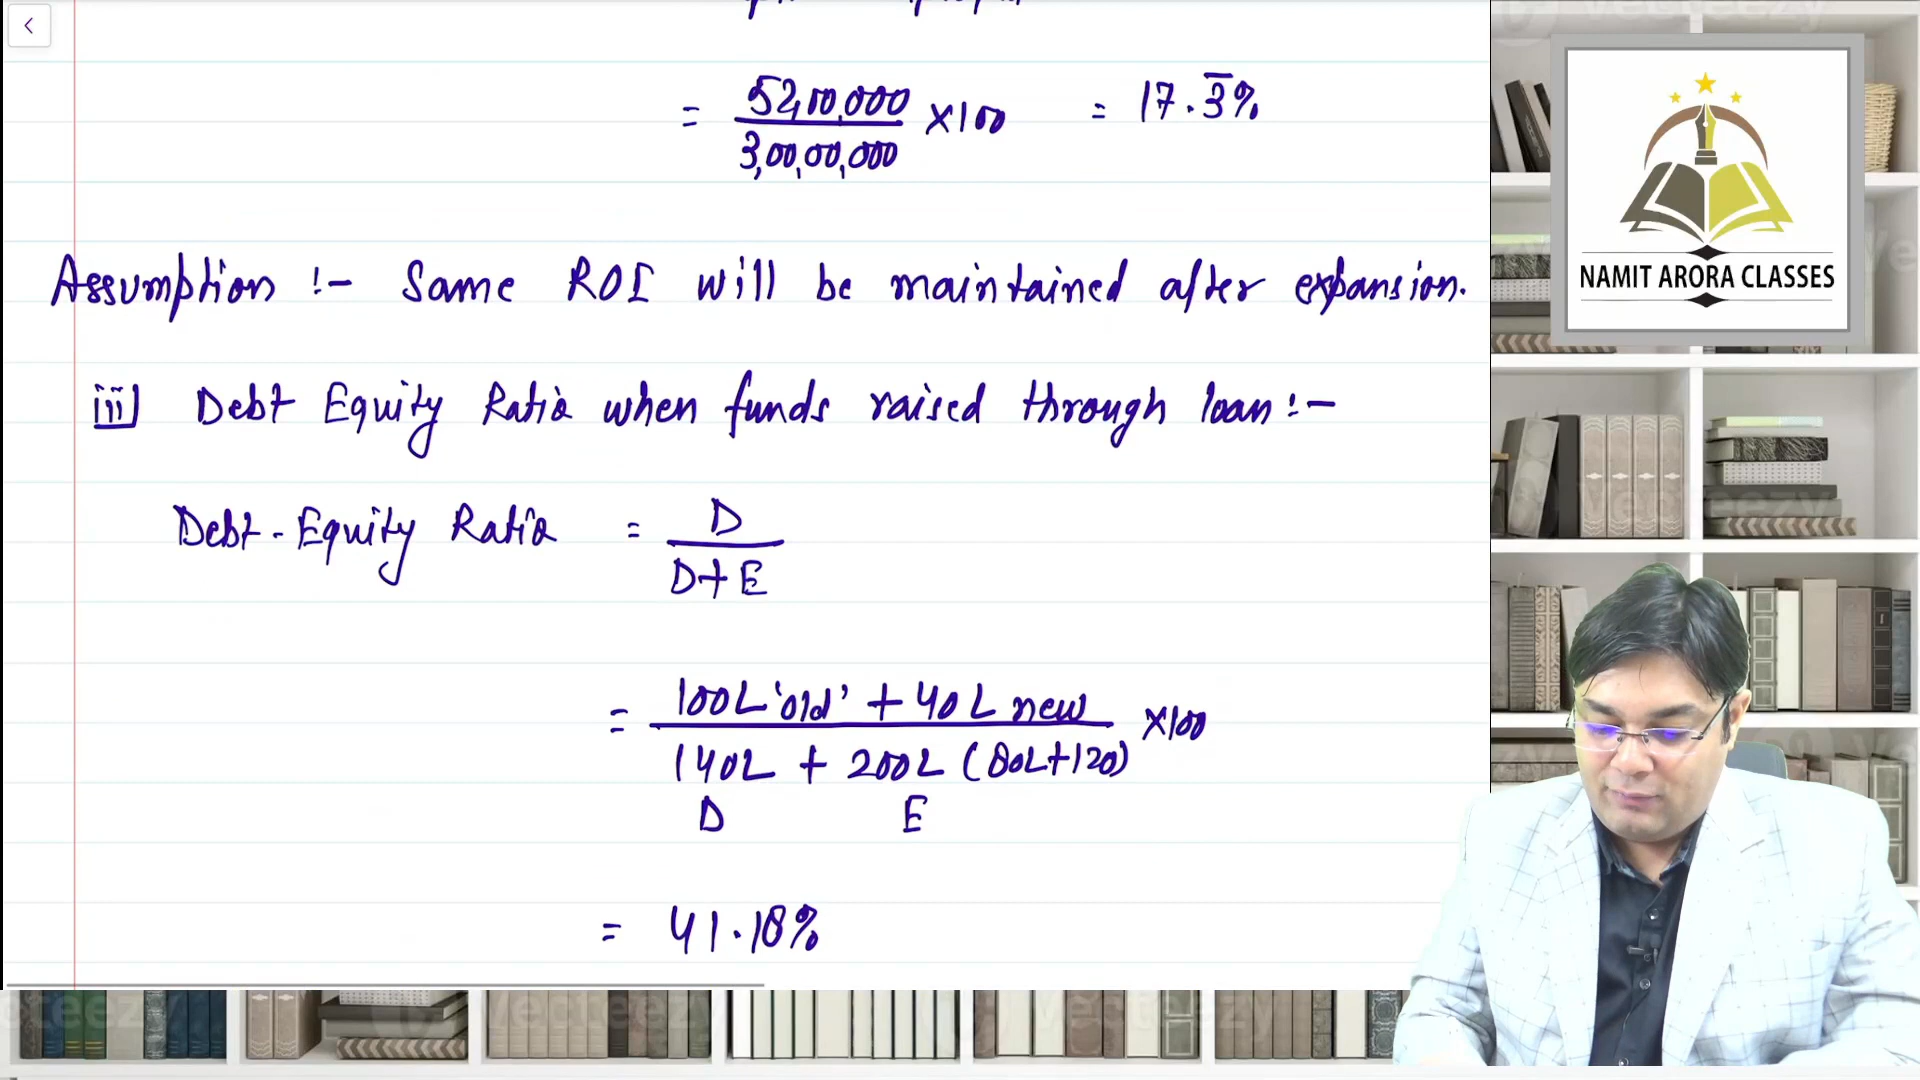 = 52,00,000 / 3,00,00,000 ×100 = 17.3̅%
Assumption :- Same ROI will be maintained after expansion.
iii] Debt Equity Ratio when funds raised through loan :-
Debt-Equity Ratio = D / D+E
= 100L 'old' + 40L new / 140L + 200L (80L+120) ×100
D E
= 41.18%
NAMIT ARORA CLASSES